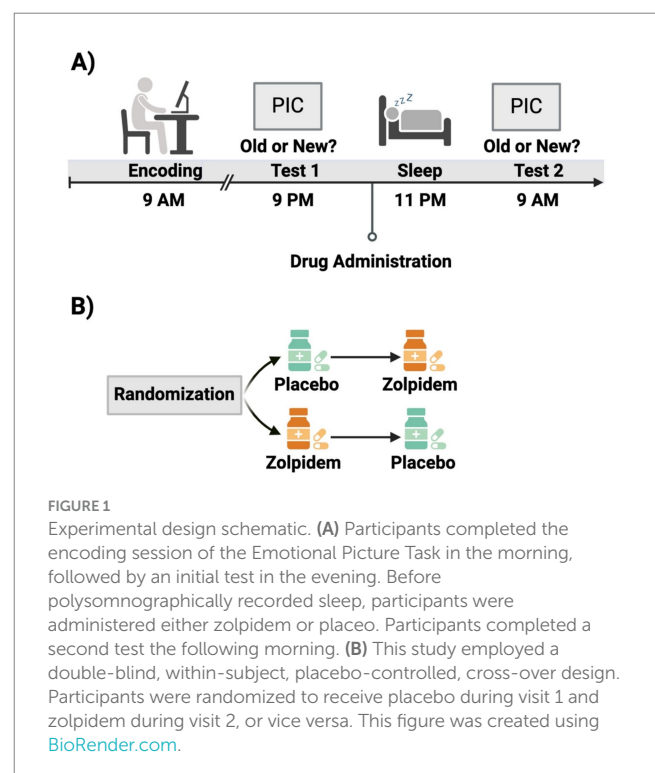 A)
zzz
PIC
PIC
Old or New?
Old or New?
Encoding
Test 1
Sleep
Test 2
9 AM
9 PM
11 PM
9 AM
Drug Administration
B)
Randomization
Placebo
Zolpidem
Zolpidem
Placebo
FIGURE 1
Experimental design schematic. (A) Participants completed the
encoding session of the Emotional Picture Task in the morning,
followed by an initial test in the evening. Before
polysomnographically recorded sleep, participants were
administered either zolpidem or placeo. Participants completed a
second test the following morning. (B) This study employed a
double-blind, within-subject, placebo-controlled, cross-over design.
Participants were randomized to receive placebo during visit 1 and
zolpidem during visit 2, or vice versa. This figure was created using
BioRender.com.